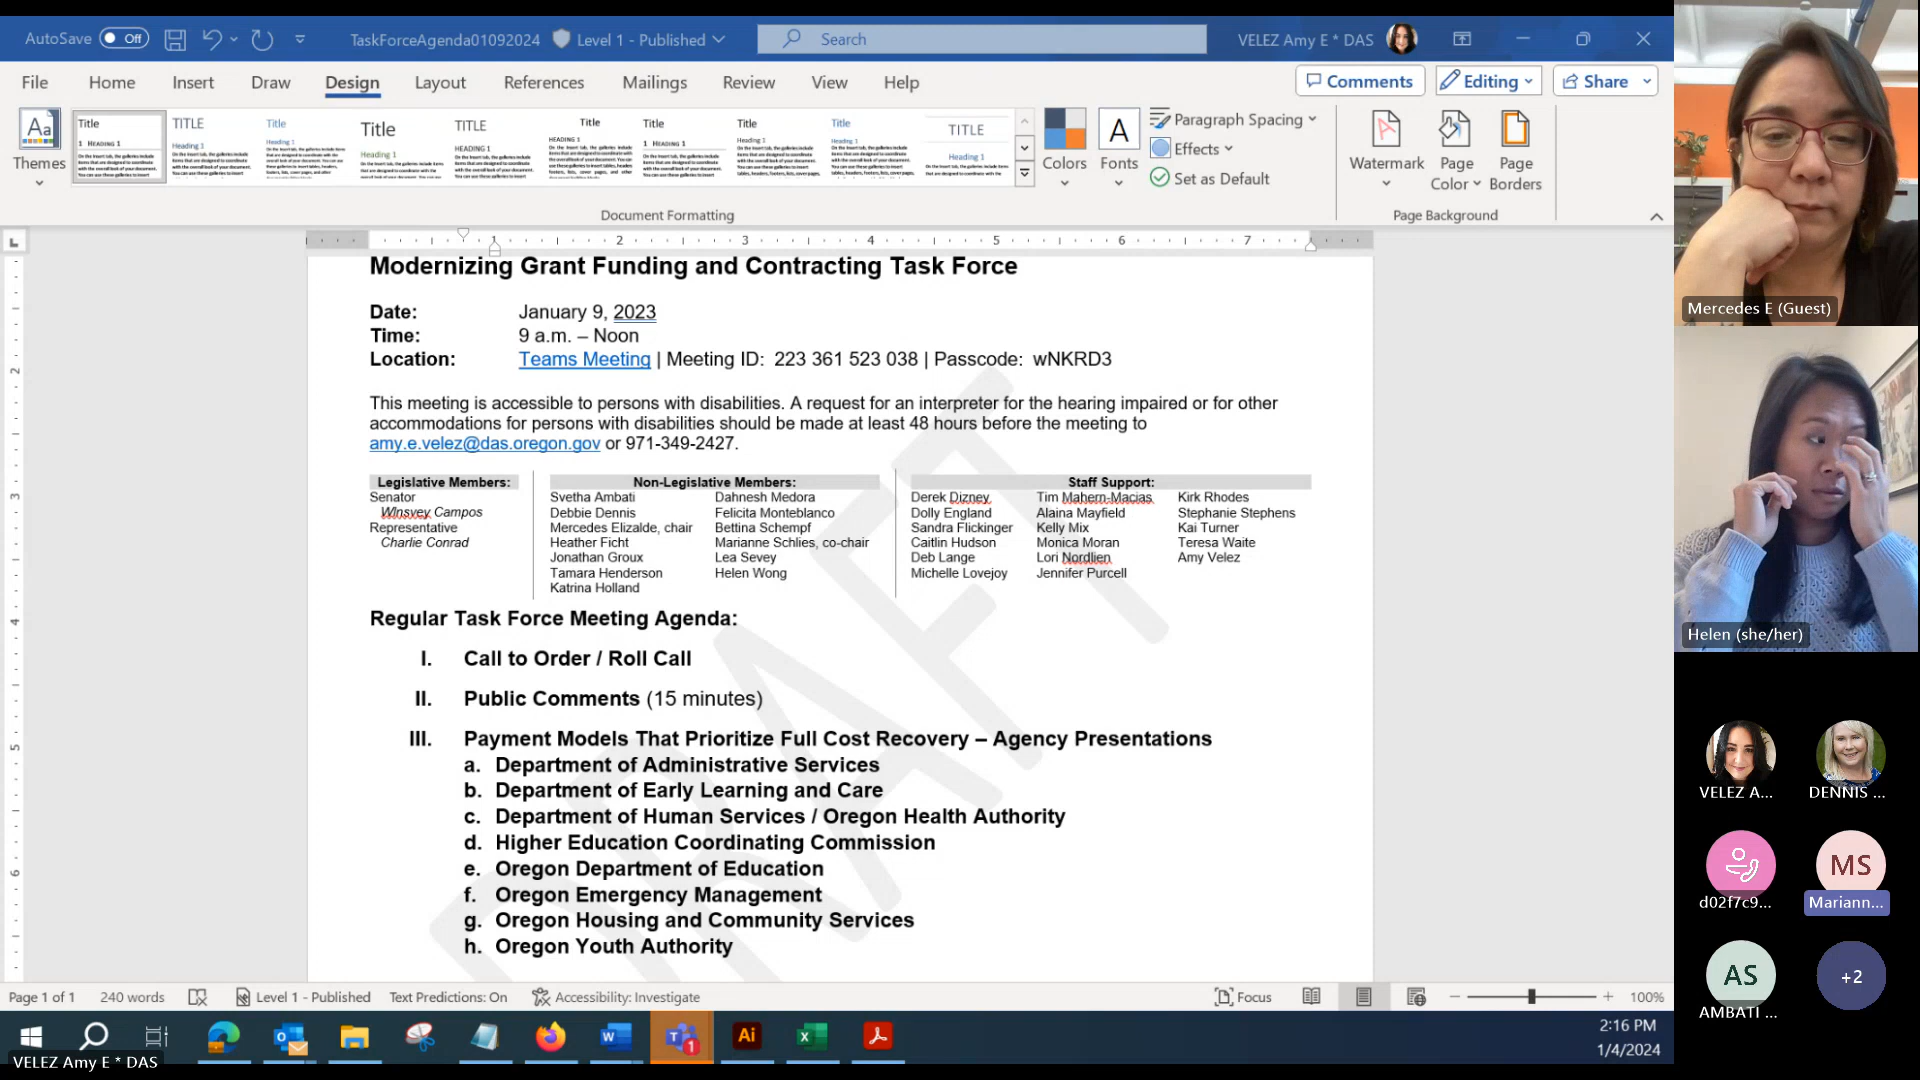 AutoSave Off TaskForceAgenda01092024 Level 1 - Published Search VELEZ Amy E * DAS
File Home Insert Draw Design Layout References Mailings Review View Help Comments Editing Share
Themes Colors Fonts Paragraph Spacing Effects Set as Default Watermark Page Color Page Borders
Document Formatting Page Background
1 2 3 4 5 6 7
Modernizing Grant Funding and Contracting Task Force
Date: January 9, 2023
Time: 9 a.m. – Noon
Location: Teams Meeting | Meeting ID: 223 361 523 038 | Passcode: wNKRD3
This meeting is accessible to persons with disabilities. A request for an interpreter for the hearing impaired or for other
accommodations for persons with disabilities should be made at least 48 hours before the meeting to
amy.e.velez@das.oregon.gov or 971-349-2427.
Legislative Members:
Senator
WInsvey Campos
Representative
Charlie Conrad
Non-Legislative Members:
Svetha Ambati
Debbie Dennis
Mercedes Elizalde, chair
Heather Ficht
Jonathan Groux
Tamara Henderson
Katrina Holland
Dahnesh Medora
Felicita Monteblanco
Bettina Schempf
Marianne Schlies, co-chair
Lea Sevey
Helen Wong
Staff Support:
Derek Dizney
Dolly England
Sandra Flickinger
Caitlin Hudson
Deb Lange
Michelle Lovejoy
Tim Mahern-Macias
Alaina Mayfield
Kelly Mix
Monica Moran
Lori Nordlien
Jennifer Purcell
Kirk Rhodes
Stephanie Stephens
Kai Turner
Teresa Waite
Amy Velez
Regular Task Force Meeting Agenda:
I. Call to Order / Roll Call
II. Public Comments (15 minutes)
III. Payment Models That Prioritize Full Cost Recovery – Agency Presentations
a. Department of Administrative Services
b. Department of Early Learning and Care
c. Department of Human Services / Oregon Health Authority
d. Higher Education Coordinating Commission
e. Oregon Department of Education
f. Oregon Emergency Management
g. Oregon Housing and Community Services
h. Oregon Youth Authority
DRAFT
Page 1 of 1 240 words Level 1 - Published Text Predictions: On Accessibility: Investigate Focus 100%
2:16 PM
1/4/2024
VELEZ Amy E * DAS
Mercedes E (Guest)
Helen (she/her)
VELEZ A... DENNIS ...
MS
d02f7c9... Mariann...
AS +2
AMBATI ...